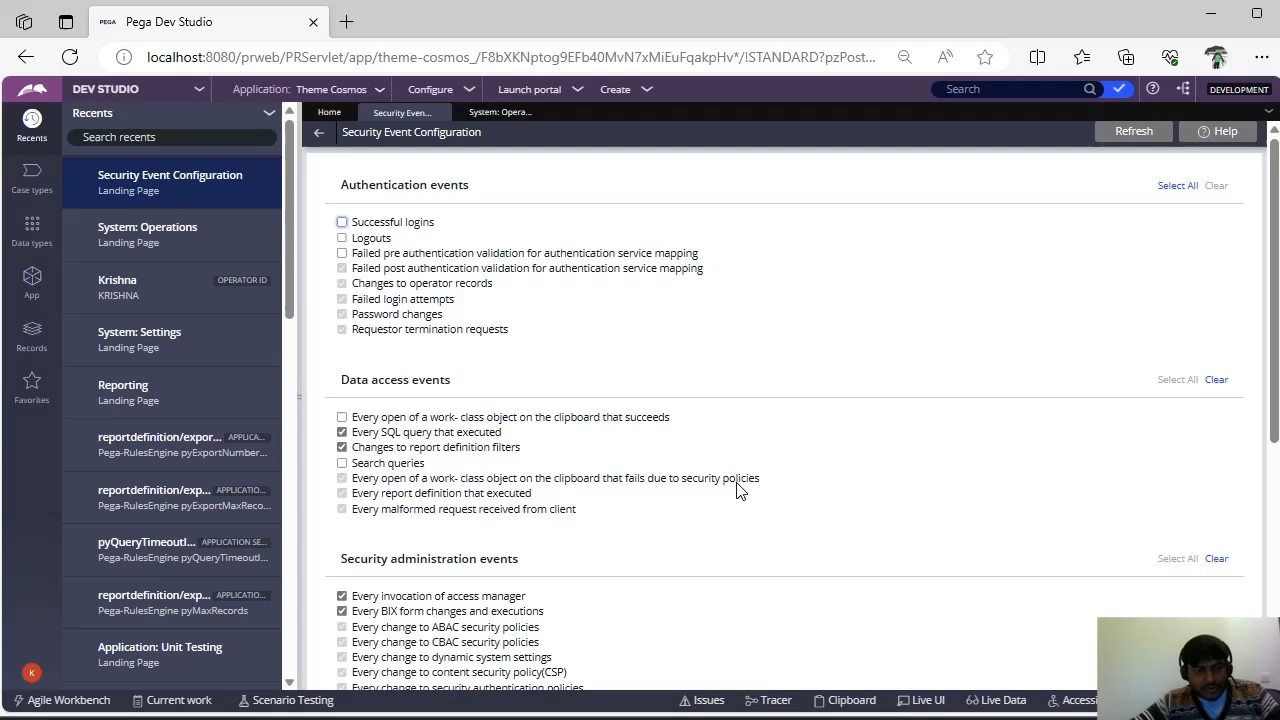 Pega Dev Studio
localhost:8080/prweb/PRServlet/app/theme-cosmos_/F8bXKNptog9EFb40MvN7xMiEuFqakpHv*/!STANDARD?pzPost...
DEV STUDIO
Application: Theme Cosmos
Configure
Launch portal
Create
Search
DEVELOPMENT
Recents
Recents
Search recents
Home
Security Even...
System: Opera...
Security Event Configuration
Refresh
Help
Case types
Data types
App
Records
Favorites
K
Security Event Configuration
Landing Page
System: Operations
Landing Page
Krishna
OPERATOR ID
KRISHNA
System: Settings
Landing Page
Reporting
Landing Page
reportdefinition/expor...
APPLICA...
Pega-RulesEngine pyExportNumber...
reportdefinition/exp...
APPLICATIO...
Pega-RulesEngine pyExportMaxReco...
pyQueryTimeoutI...
APPLICATION SE...
Pega-RulesEngine pyQueryTimeoutI...
reportdefinition/exp...
APPLICATIO...
Pega-RulesEngine pyMaxRecords
Application: Unit Testing
Landing Page
Authentication events
Select All
Clear
Successful logins
Logouts
Failed pre authentication validation for authentication service mapping
Failed post authentication validation for authentication service mapping
Changes to operator records
Failed login attempts
Password changes
Requestor termination requests
Data access events
Select All
Clear
Every open of a work- class object on the clipboard that succeeds
Every SQL query that executed
Changes to report definition filters
Search queries
Every open of a work- class object on the clipboard that fails due to security policies
Every report definition that executed
Every malformed request received from client
Security administration events
Select All
Clear
Every invocation of access manager
Every BIX form changes and executions
Every change to ABAC security policies
Every change to CBAC security policies
Every change to dynamic system settings
Every change to content security policy(CSP)
Every change to security authentication policies
Agile Workbench
Current work
Scenario Testing
Issues
Tracer
Clipboard
Live UI
Live Data
Accessi